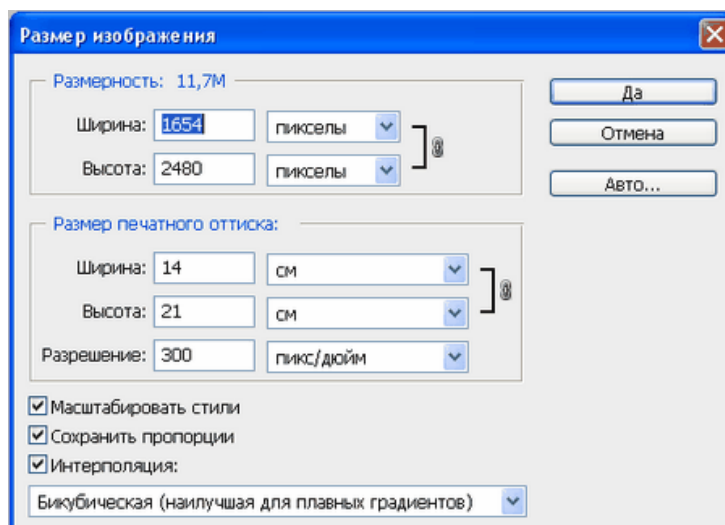 Размер изображения
Размерность: 11,7М
Да
Ширина: 1654 пикселы
Отмена
Высота: 2480 пикселы
Авто...
Размер печатного оттиска:
Ширина: 14 см
Высота: 21 см
Разрешение: 300 пикс/дюйм
Масштабировать стили
Сохранить пропорции
Интерполяция:
Бикубическая (наилучшая для плавных градиентов)